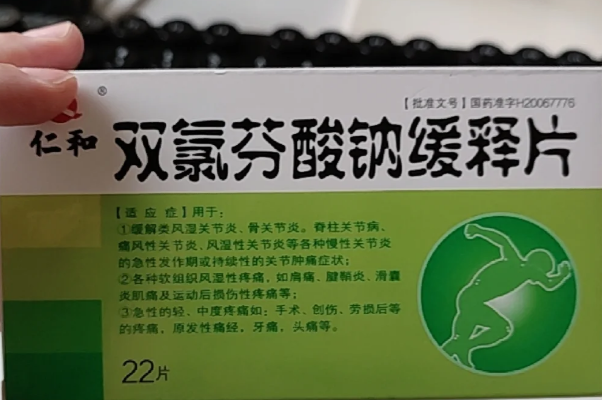 ®
【批准文号】国药准字H20067776
仁和
双氯芬酸钠缓释片
【适应症】用于：
①缓解类风湿关节炎、骨关节炎。脊柱关节病、
痛风性关节炎、风湿性关节炎等各种慢性关节炎
的急性发作期或持续性的关节肿痛症状；
②各种软组织风湿性疼痛，如肩痛、腱鞘炎、滑囊
炎肌痛及运动后损伤性疼痛等；
③急性的轻、中度疼痛如：手术、创伤、劳损后等
的疼痛，原发性痛经，牙痛，头痛等。
22片